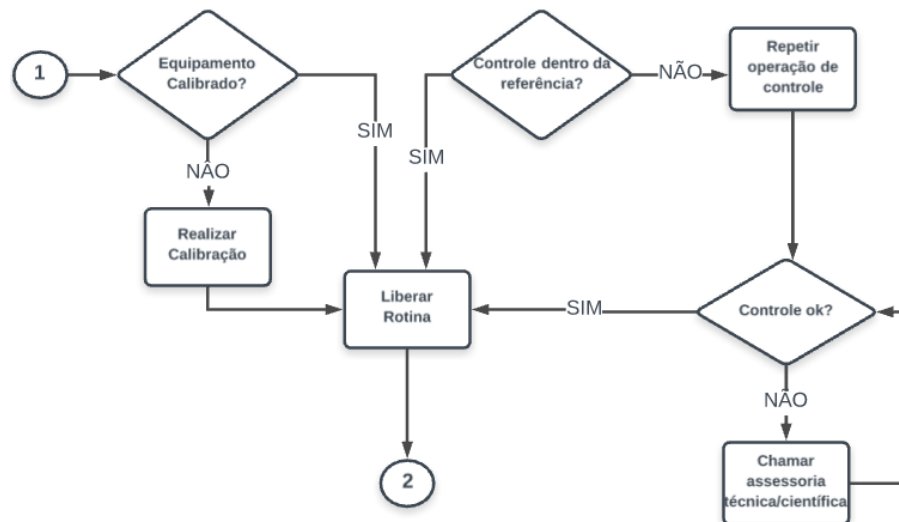 1
Equipamento
Calibrado?
Controle dentro da
referência?
NÃO
Repetir
operação de
controle
SIM
SIM
NÃO
Realizar
Calibração
Liberar
Rotina
SIM
Controle ok?
NÃO
2
Chamar
assessoria
técnica/científica